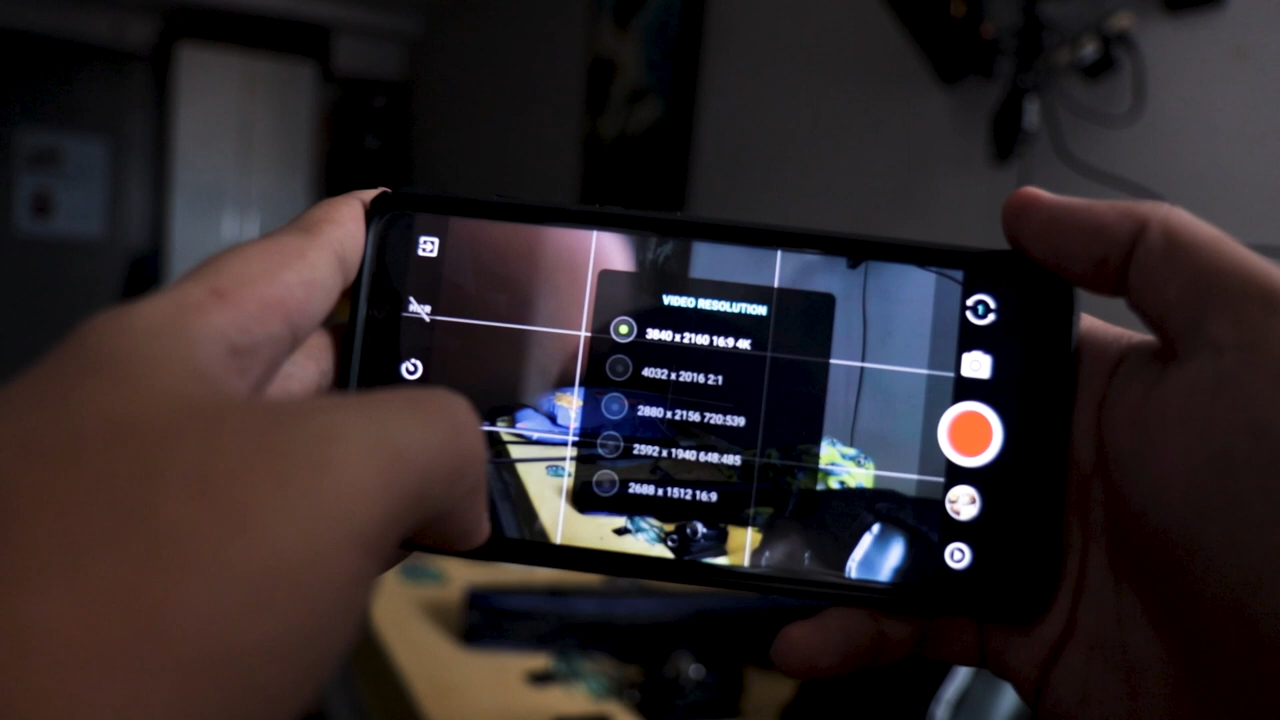 VIDEO RESOLUTION
3840 x 2160 16:9 4K
4032 x 2016 2:1
2880 x 2156 720:539
2592 x 1940 648:485
2688 x 1512 16:9
HDR